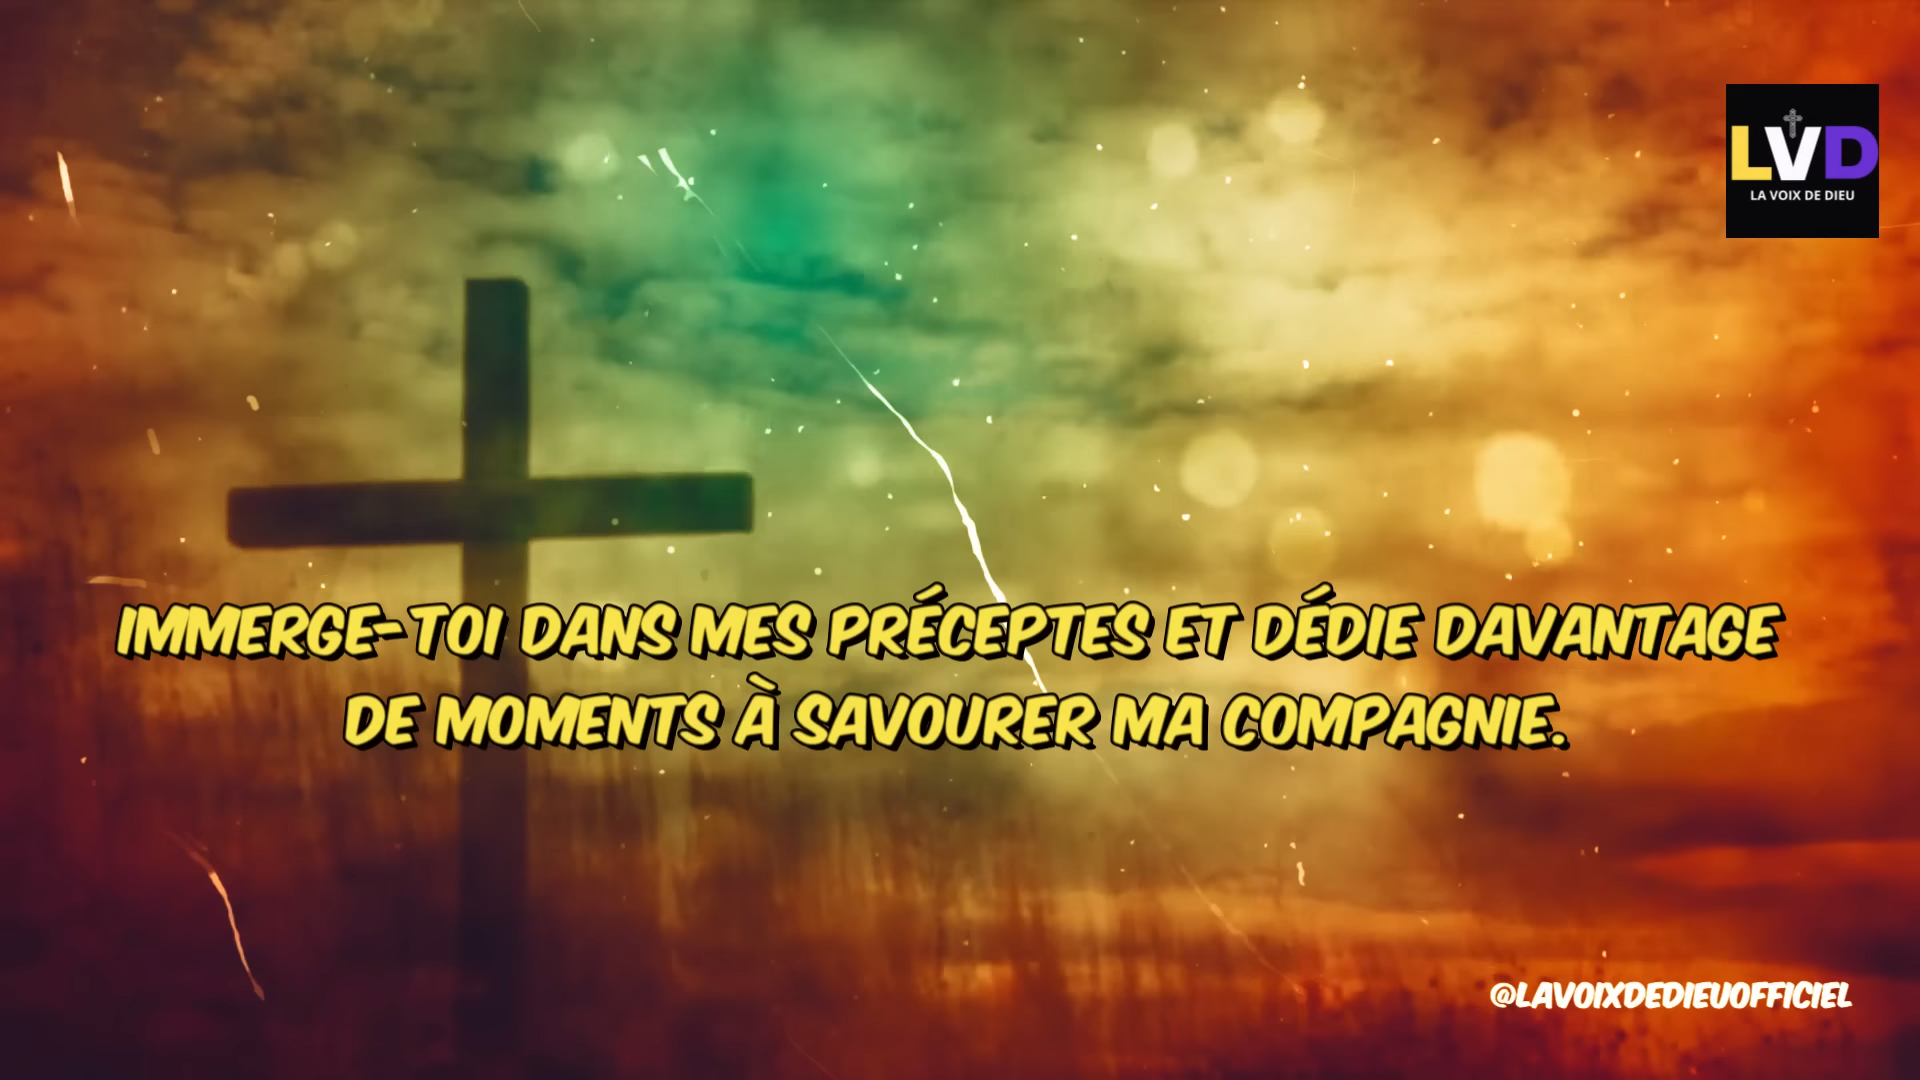 LVD
LA VOIX DE DIEU
IMMERGE-TOI DANS MES PRÉCEPTES ET DÉDIE DAVANTAGE
DE MOMENTS À SAVOURER MA COMPAGNIE.
@LAVOIXDEDIEUOFFICIEL